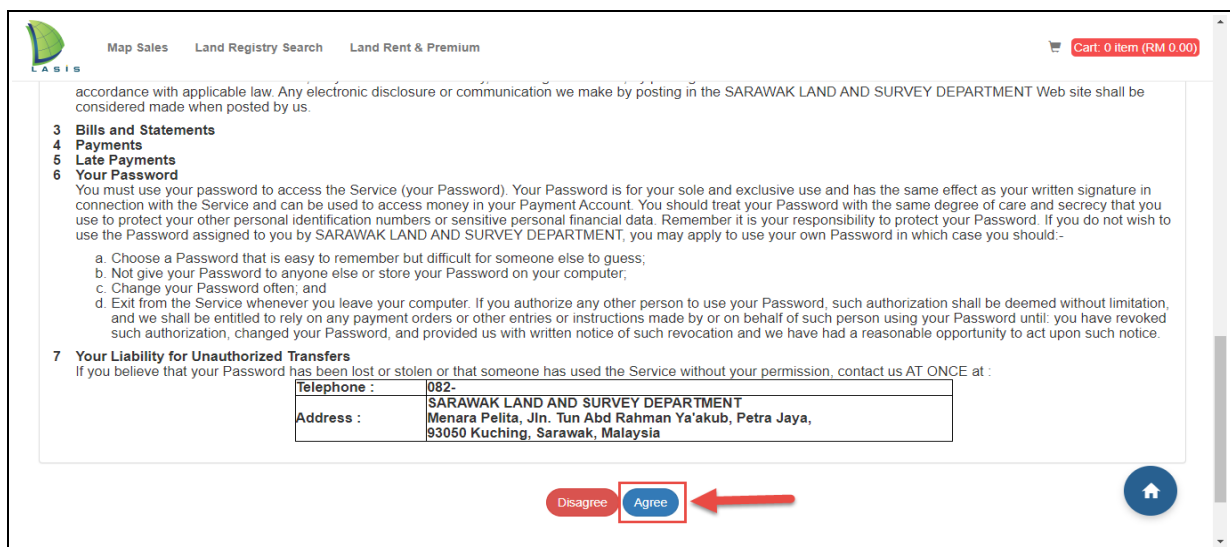 Map Sales Land Registry Search Land Rent & Premium Cart: 0 item (RM 0.00)
LASIS
accordance with applicable law. Any electronic disclosure or communication we make by posting in the SARAWAK LAND AND SURVEY DEPARTMENT Web site shall be
considered made when posted by us.
3 Bills and Statements
4 Payments
5 Late Payments
6 Your Password
You must use your password to access the Service (your Password). Your Password is for your sole and exclusive use and has the same effect as your written signature in
connection with the Service and can be used to access money in your Payment Account. You should treat your Password with the same degree of care and secrecy that you
use to protect your other personal identification numbers or sensitive personal financial data. Remember it is your responsibility to protect your Password. If you do not wish to
use the Password assigned to you by SARAWAK LAND AND SURVEY DEPARTMENT, you may apply to use your own Password in which case you should:-
a. Choose a Password that is easy to remember but difficult for someone else to guess;
b. Not give your Password to anyone else or store your Password on your computer;
c. Change your Password often; and
d. Exit from the Service whenever you leave your computer. If you authorize any other person to use your Password, such authorization shall be deemed without limitation,
and we shall be entitled to rely on any payment orders or other entries or instructions made by or on behalf of such person using your Password until: you have revoked
such authorization, changed your Password, and provided us with written notice of such revocation and we have had a reasonable opportunity to act upon such notice.
7 Your Liability for Unauthorized Transfers
If you believe that your Password has been lost or stolen or that someone has used the Service without your permission, contact us AT ONCE at :
Telephone : 082-
SARAWAK LAND AND SURVEY DEPARTMENT
Address : Menara Pelita, Jln. Tun Abd Rahman Ya'akub, Petra Jaya,
93050 Kuching, Sarawak, Malaysia
Disagree Agree